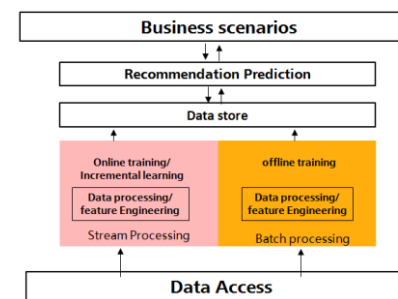 Business scenarios
Recommendation Prediction
Data store
Online training/
Incremental learning
Data processing/
feature Engineering
Stream Processing
offline training
Data processing/
feature Engineering
Batch processing
Data Access